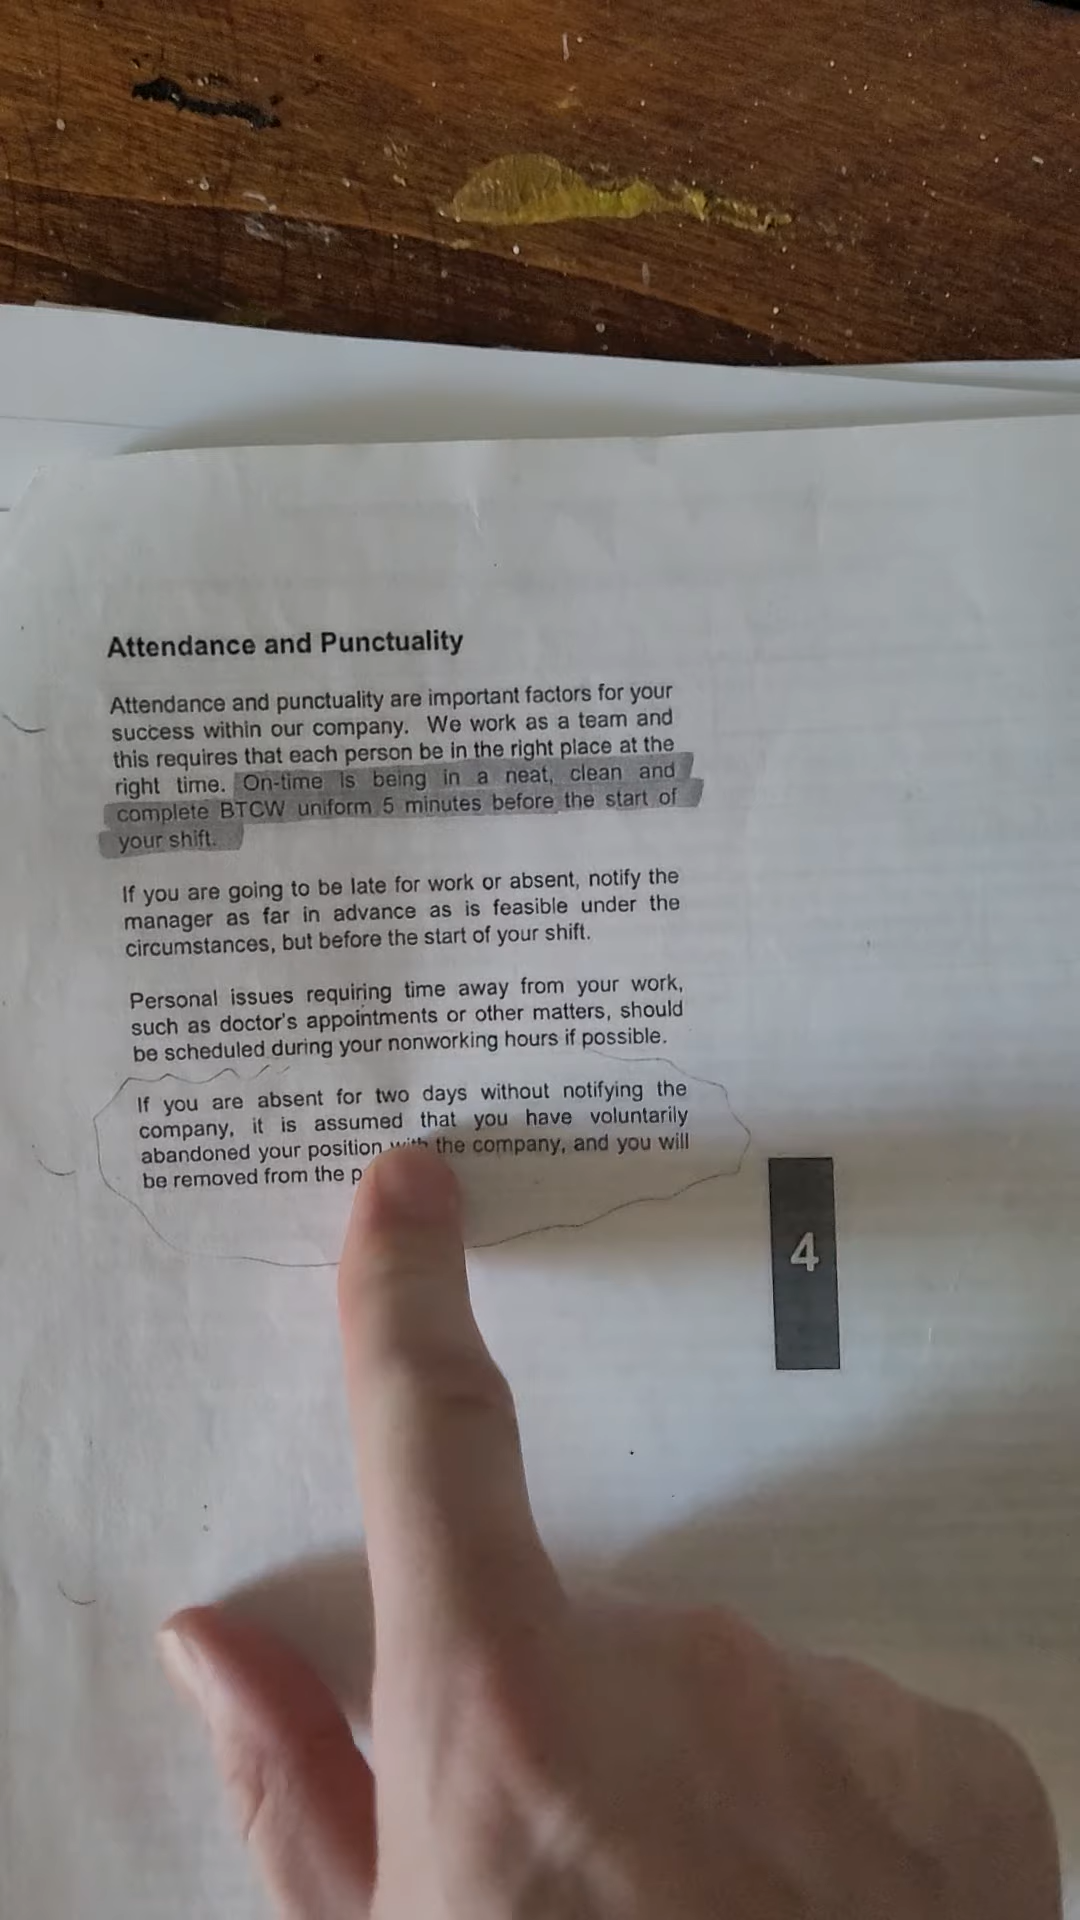 Attendance and Punctuality
Attendance and punctuality are important factors for your
success within our company. We work as a team and
this requires that each person be in the right place at the
right time. On-time is being in a neat, clean and
complete BTCW uniform 5 minutes before the start of
your shift.
If you are going to be late for work or absent, notify the
manager as far in advance as is feasible under the
circumstances, but before the start of your shift.
Personal issues requiring time away from your work,
such as doctor's appointments or other matters, should
be scheduled during your nonworking hours if possible.
If you are absent for two days without notifying the
company, it is assumed that you have voluntarily
abandoned your position with the company, and you will
be removed from the
4